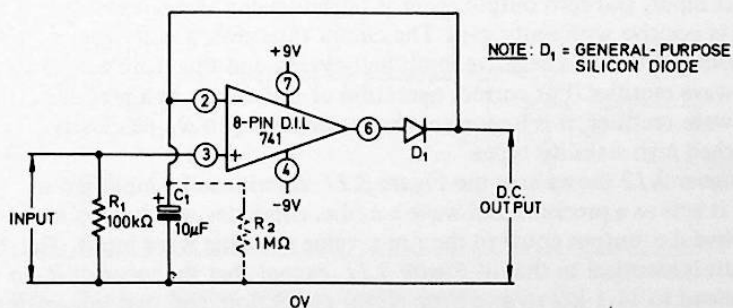 NOTE: D1 = GENERAL-PURPOSE
SILICON DIODE
+9V
7
2
−
8-PIN D.I.L
741
6
D1
3
+
4
-9V
INPUT
R1
100kΩ
+
C1
10µF
R2
1MΩ
D.C.
OUTPUT
0V